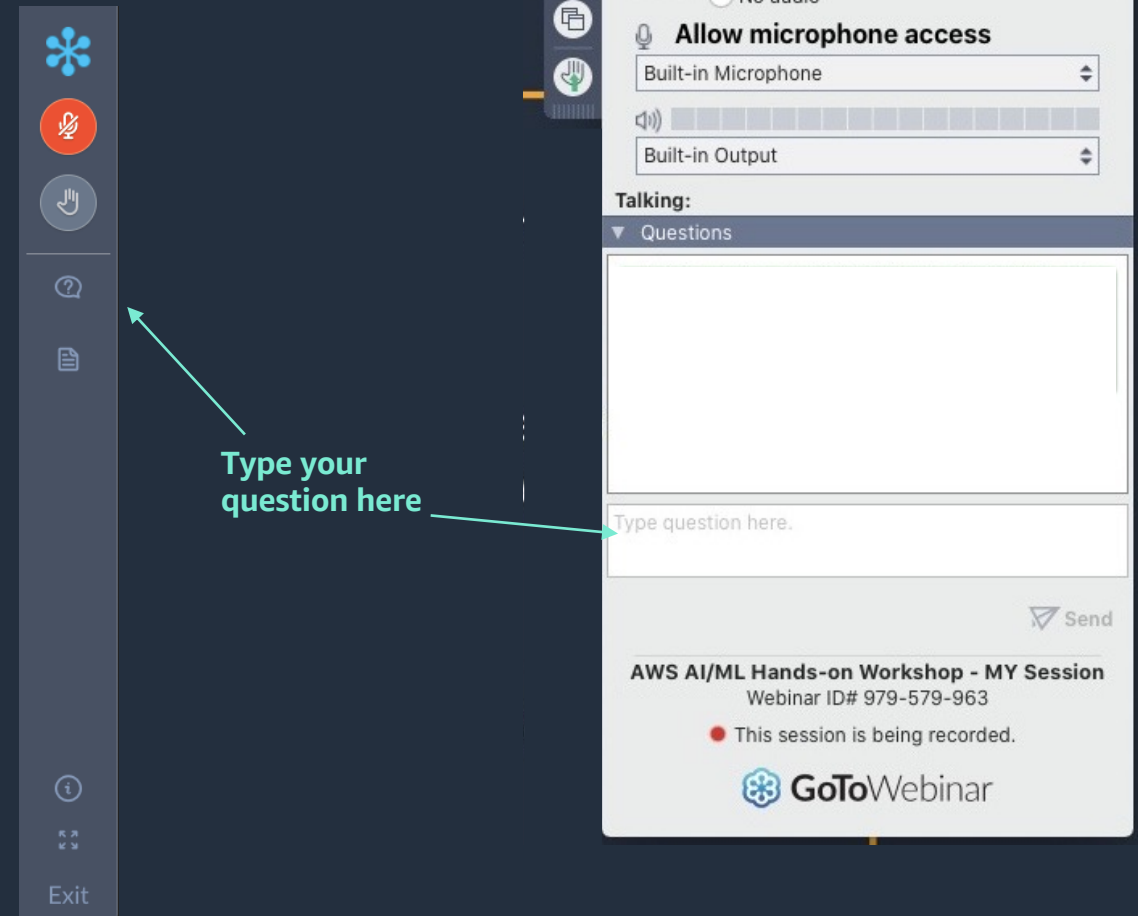 No audio
Allow microphone access
Built-in Microphone
Built-in Output
Talking:
Questions
Type your
question here
Type question here.
Send
AWS AI/ML Hands-on Workshop - MY Session
Webinar ID# 979-579-963
This session is being recorded.
GoToWebinar
Exit